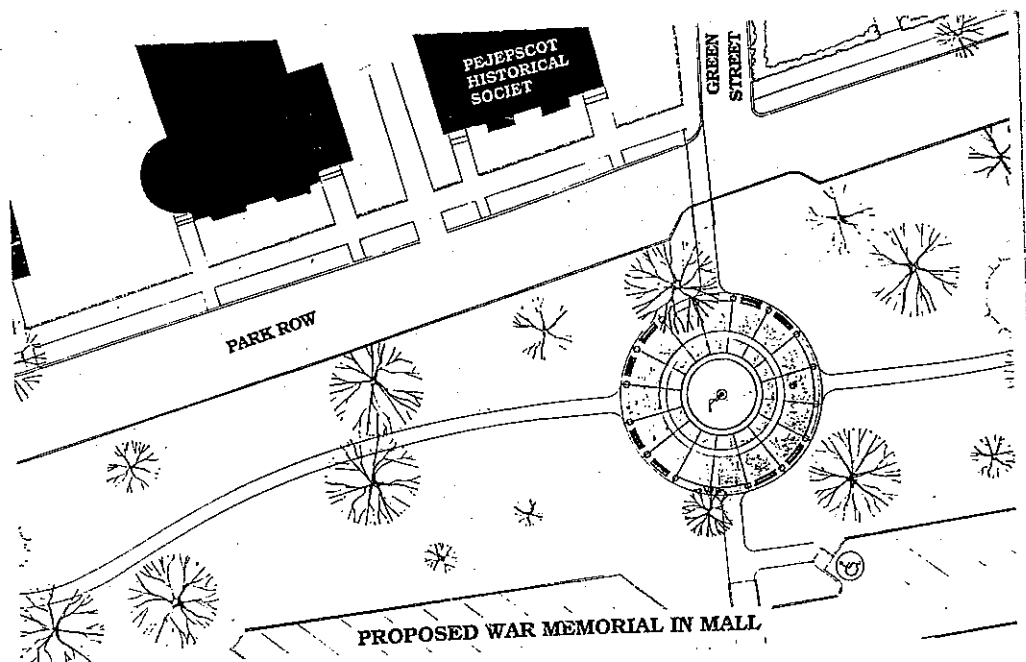 PEJEPSCOT
HISTORICAL
SOCIET
GREEN
STREET
PARK ROW
PROPOSED WAR MEMORIAL IN MALL